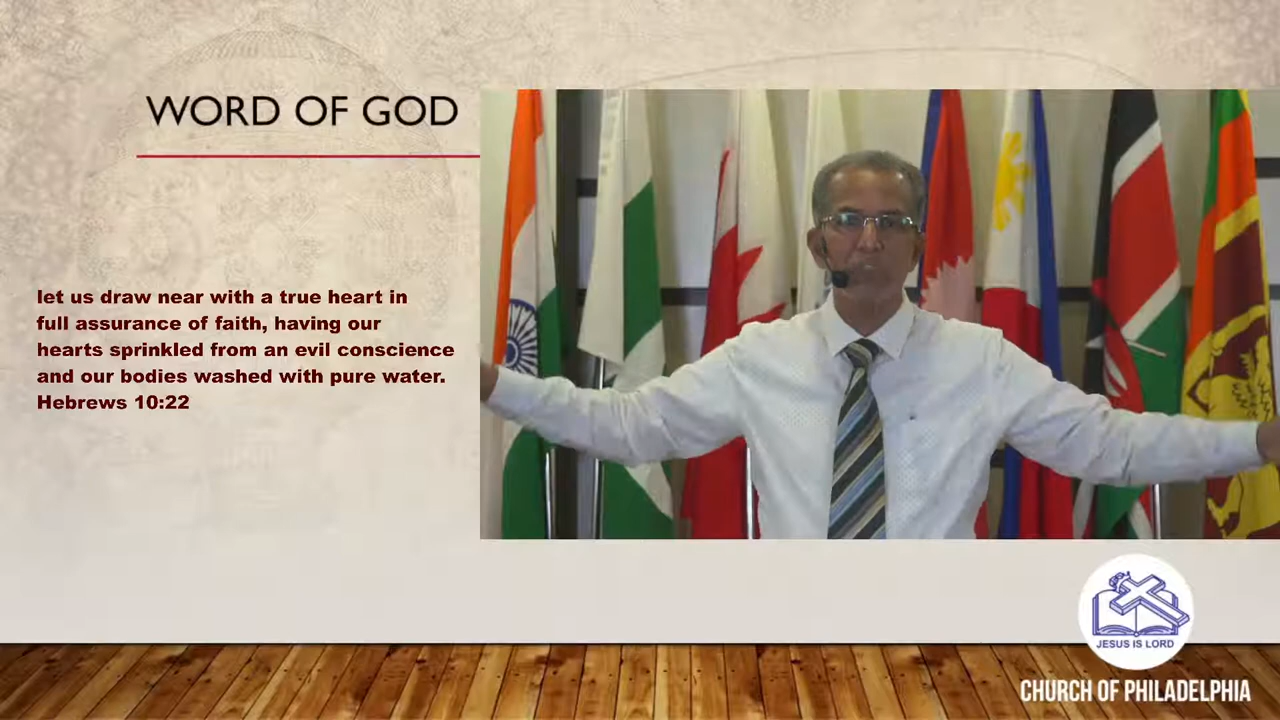 WORD OF GOD
let us draw near with a true heart in
full assurance of faith, having our
hearts sprinkled from an evil conscience
and our bodies washed with pure water.
Hebrews 10:22
JESUS IS LORD
CHURCH OF PHILADELPHIA